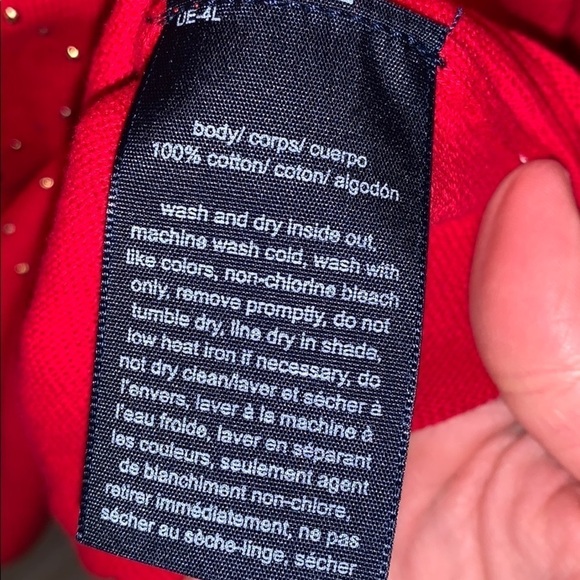 UE-4L
body/ corps/ cuerpo
100% cotton/ coton/ algodón
wash and dry inside out,
machine wash cold, wash with
like colors, non-chlorine bleach
only, remove promptly, do not
tumble dry, line dry in shade,
low heat iron if necessary, do
not dry clean/laver et sécher à
l'envers, laver à la machine à
l'eau froide, laver en séparant
les couleurs, seulement agent
de blanchiment non-chlore,
retirer immédiatement, ne pas
sécher au sèche-linge, sécher